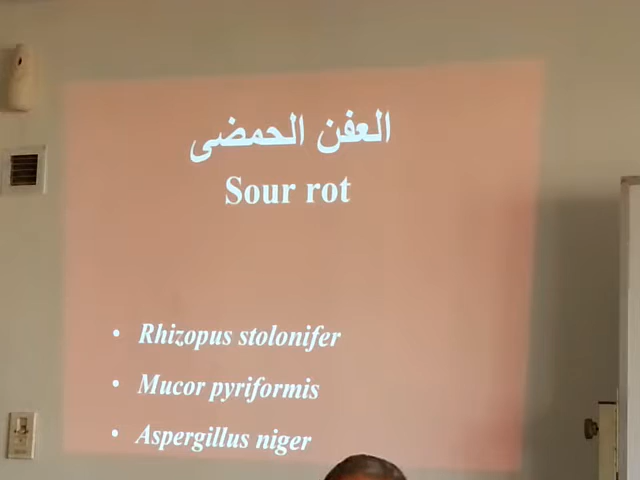 العفن الحمضى
Sour rot
• Rhizopus stolonifer
• Mucor pyriformis
• Aspergillus niger